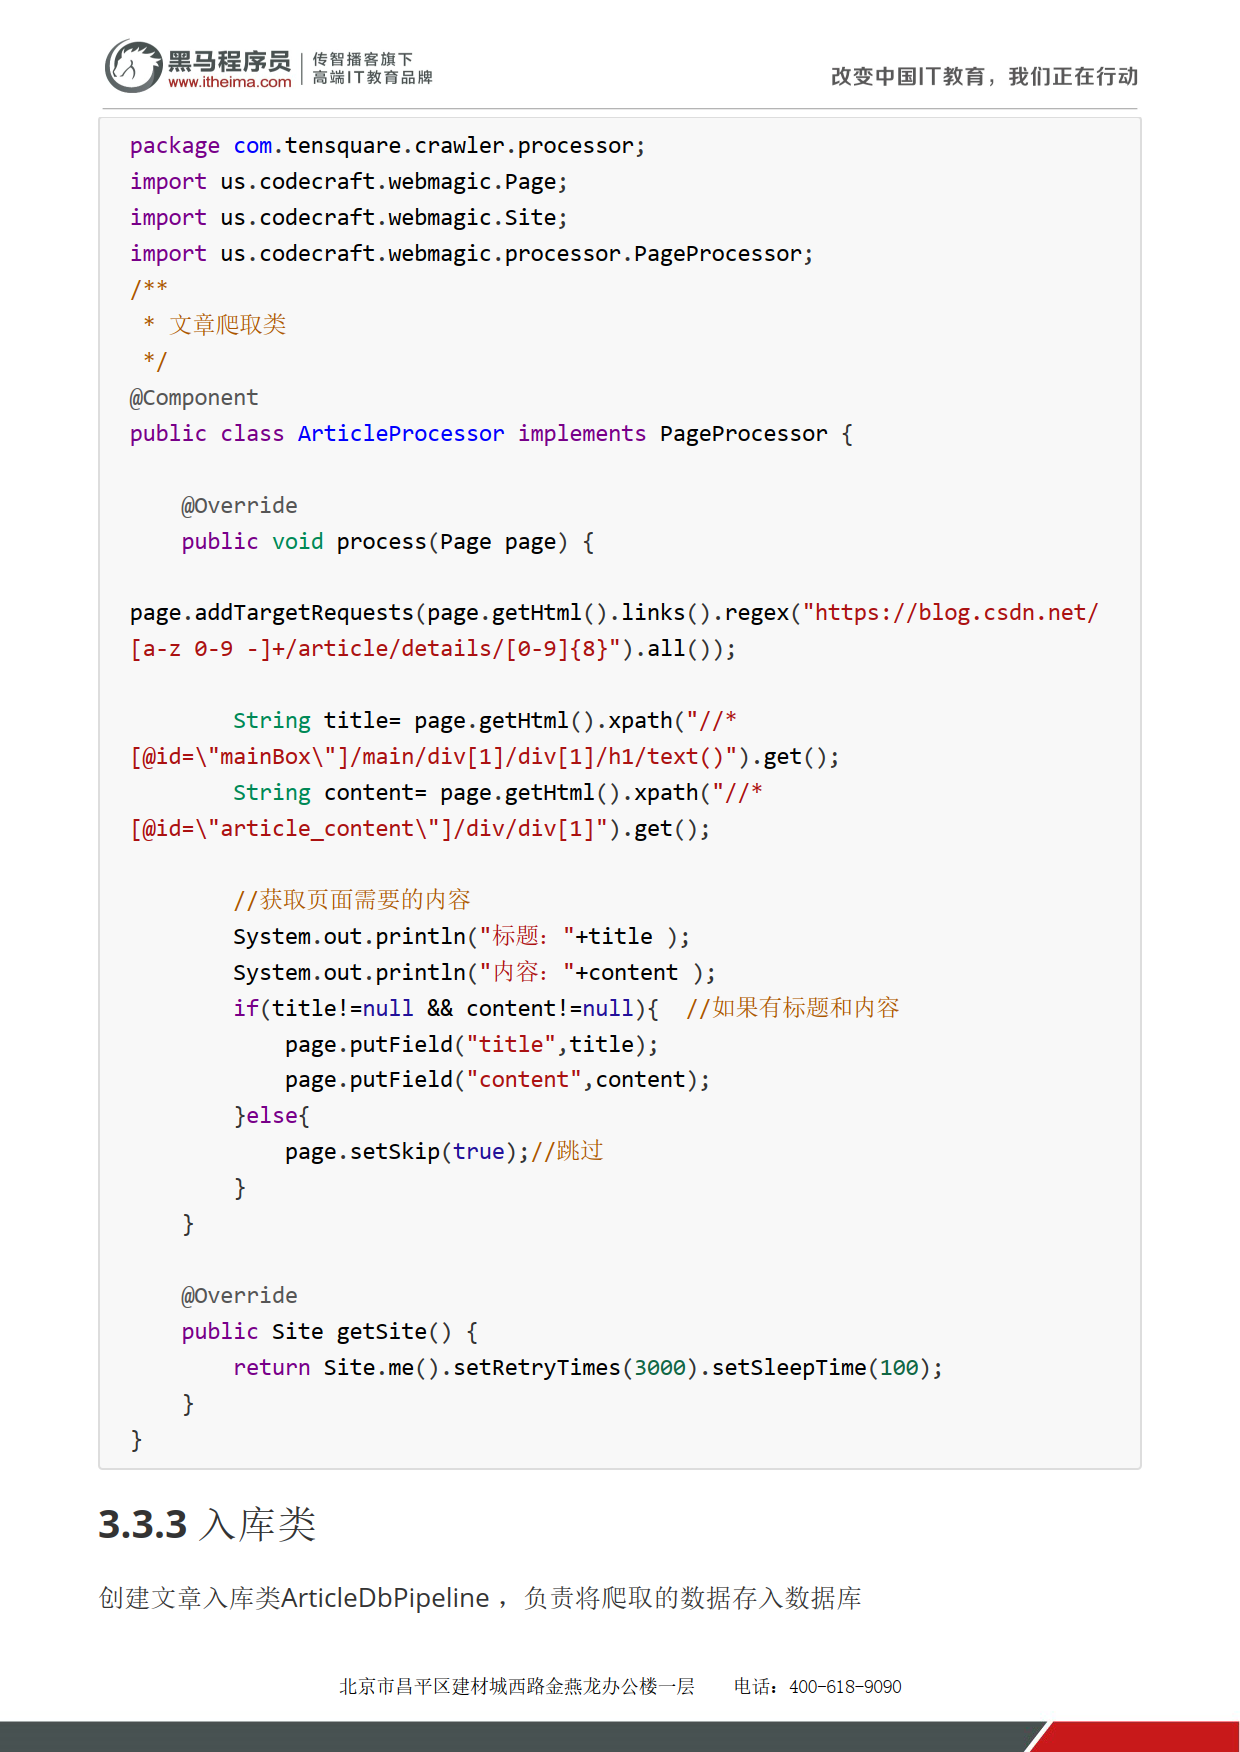 黑马程序员
www.itheima.com
传智播客旗下
高端IT教育品牌
改变中国IT教育，我们正在行动
package com.tensquare.crawler.processor;
import us.codecraft.webmagic.Page;
import us.codecraft.webmagic.Site;
import us.codecraft.webmagic.processor.PageProcessor;
/**
 * 文章爬取类
 */
@Component
public class ArticleProcessor implements PageProcessor {
    @Override
    public void process(Page page) {
page.addTargetRequests(page.getHtml().links().regex("https://blog.csdn.net/
[a-z 0-9 -]+/article/details/[0-9]{8}").all());
        String title= page.getHtml().xpath("//*
[@id=\"mainBox\"]/main/div[1]/div[1]/h1/text()").get();
        String content= page.getHtml().xpath("//*
[@id=\"article_content\"]/div/div[1]").get();
        //获取页面需要的内容
        System.out.println("标题："+title );
        System.out.println("内容："+content );
        if(title!=null && content!=null){  //如果有标题和内容
            page.putField("title",title);
            page.putField("content",content);
        }else{
            page.setSkip(true);//跳过
        }
    }
    @Override
    public Site getSite() {
        return Site.me().setRetryTimes(3000).setSleepTime(100);
    }
}
3.3.3 入库类
创建文章入库类ArticleDbPipeline ，负责将爬取的数据存入数据库
北京市昌平区建材城西路金燕龙办公楼一层 电话：400-618-9090